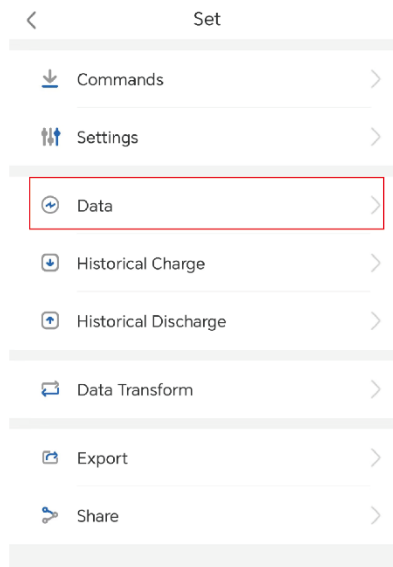 Set
Commands
Settings
Data
Historical Charge
Historical Discharge
Data Transform
Export
Share